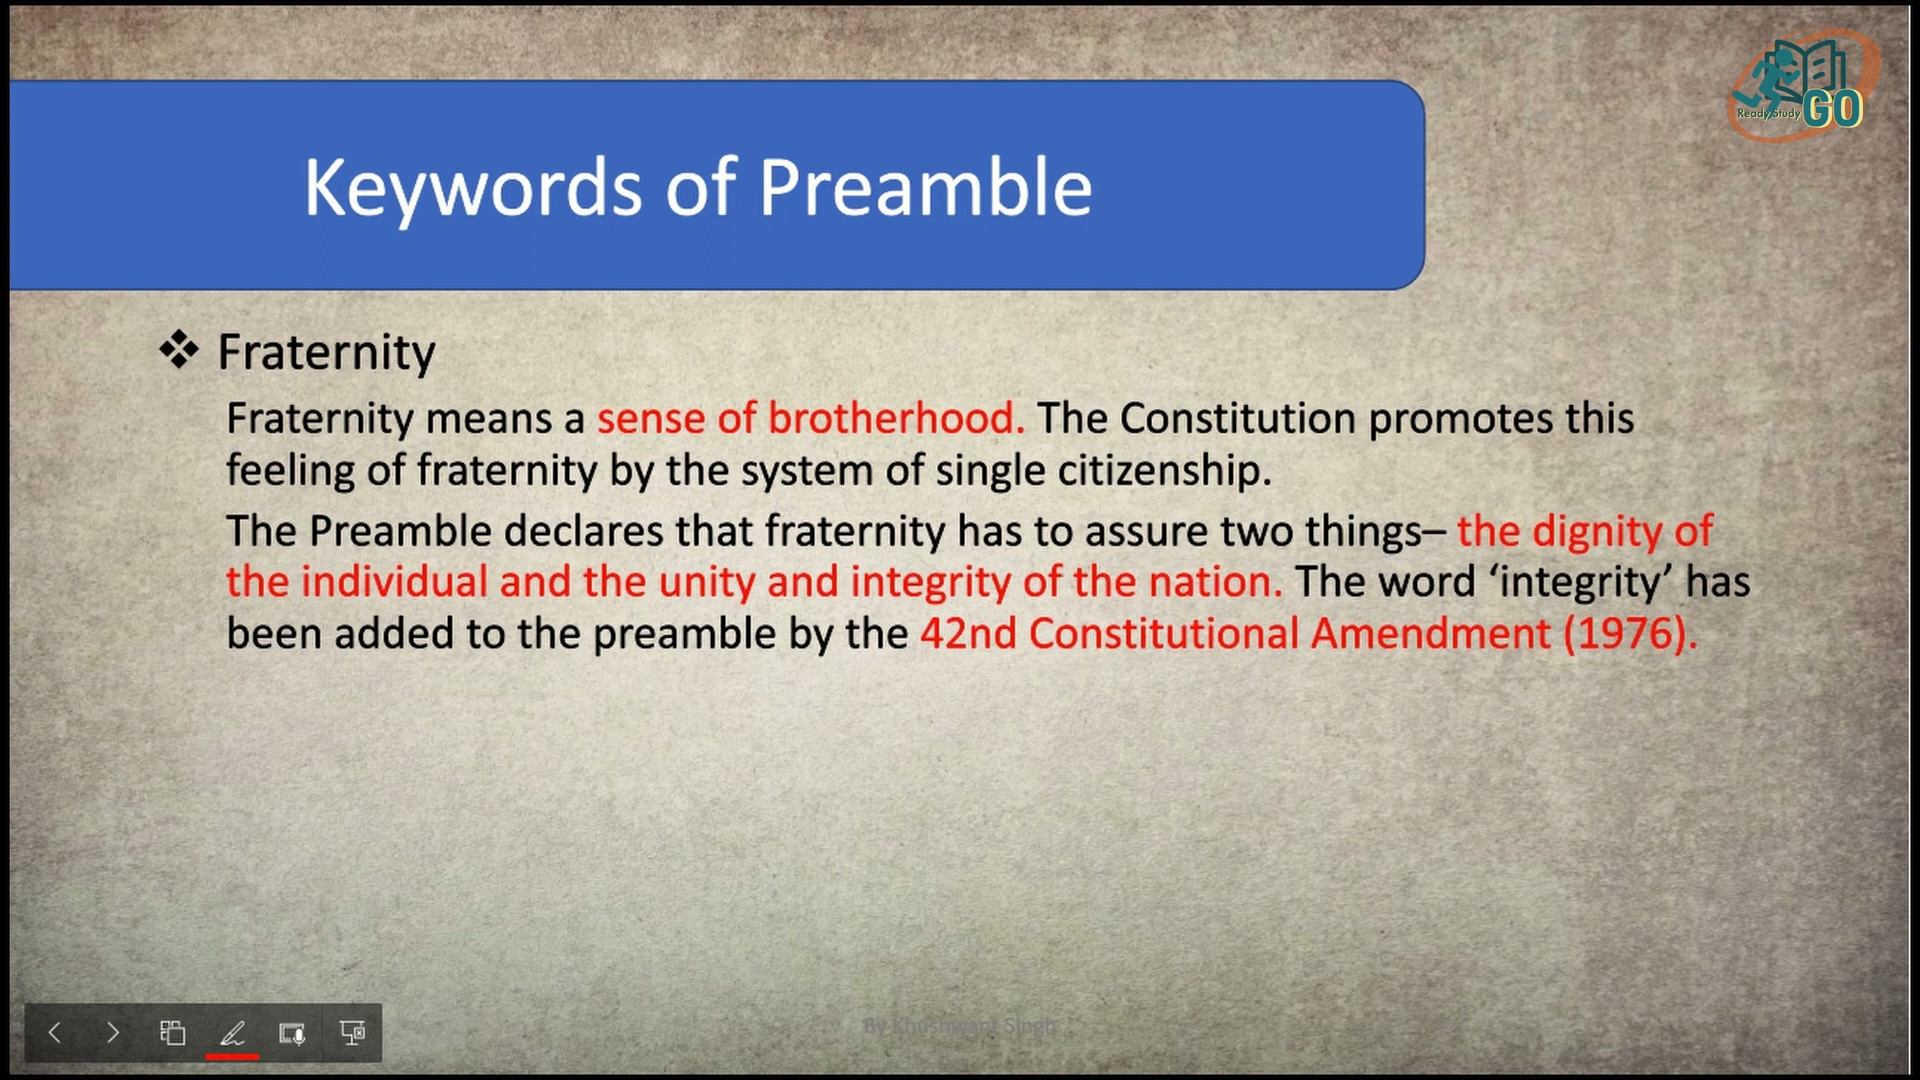 Ready Study GO
Keywords of Preamble
❖ Fraternity
Fraternity means a sense of brotherhood. The Constitution promotes this
feeling of fraternity by the system of single citizenship.
The Preamble declares that fraternity has to assure two things– the dignity of
the individual and the unity and integrity of the nation. The word ‘integrity’ has
been added to the preamble by the 42nd Constitutional Amendment (1976).
By Khushwant Singh